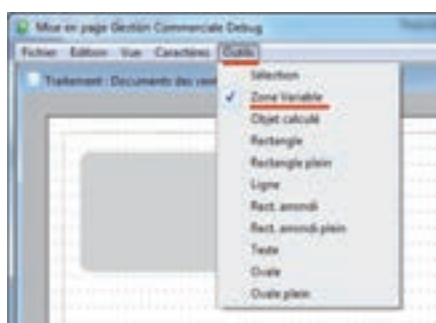 Mise en page Gestion Commerciale Debug
Fichier Edition Vue Caractères Outils
Traitement : Documents des
Sélection
Zone Variable
Objet calculé
Rectangle
Rectangle plein
Ligne
Rect. arrondi
Rect. arrondi plein
Texte
Ovale
Ovale plein